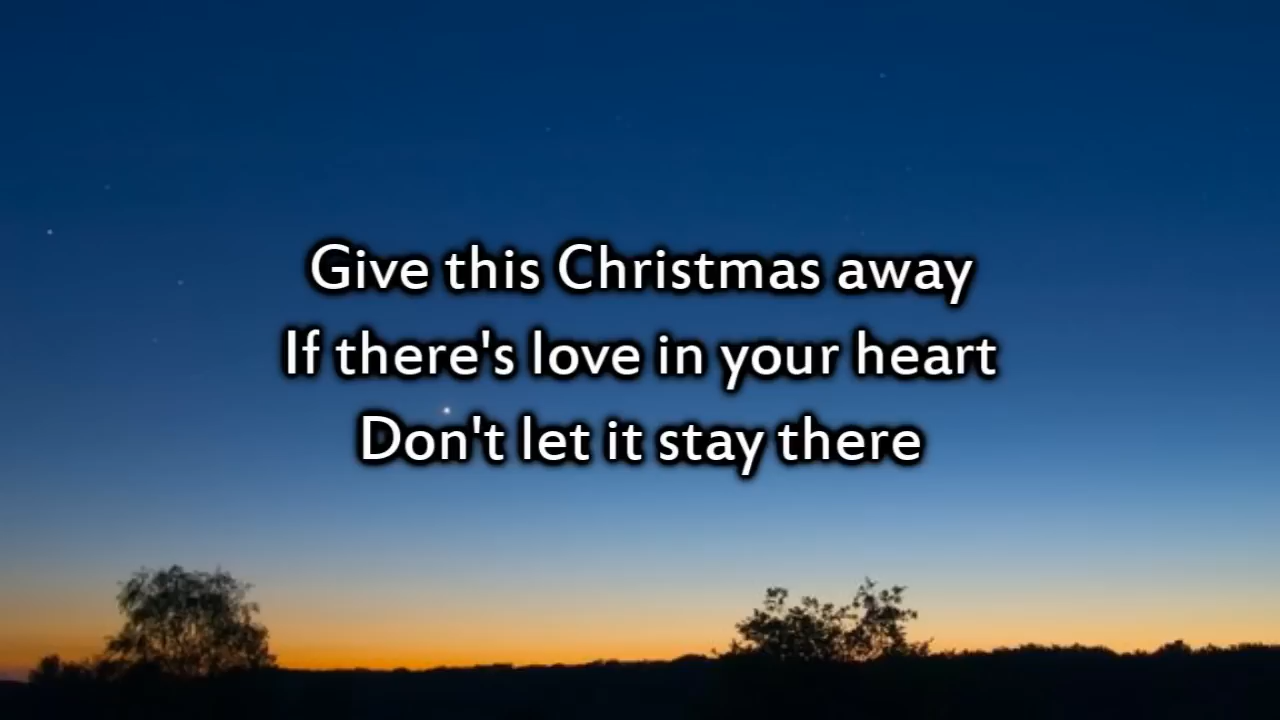 Give this Christmas away
If there's love in your heart
Don't let it stay there